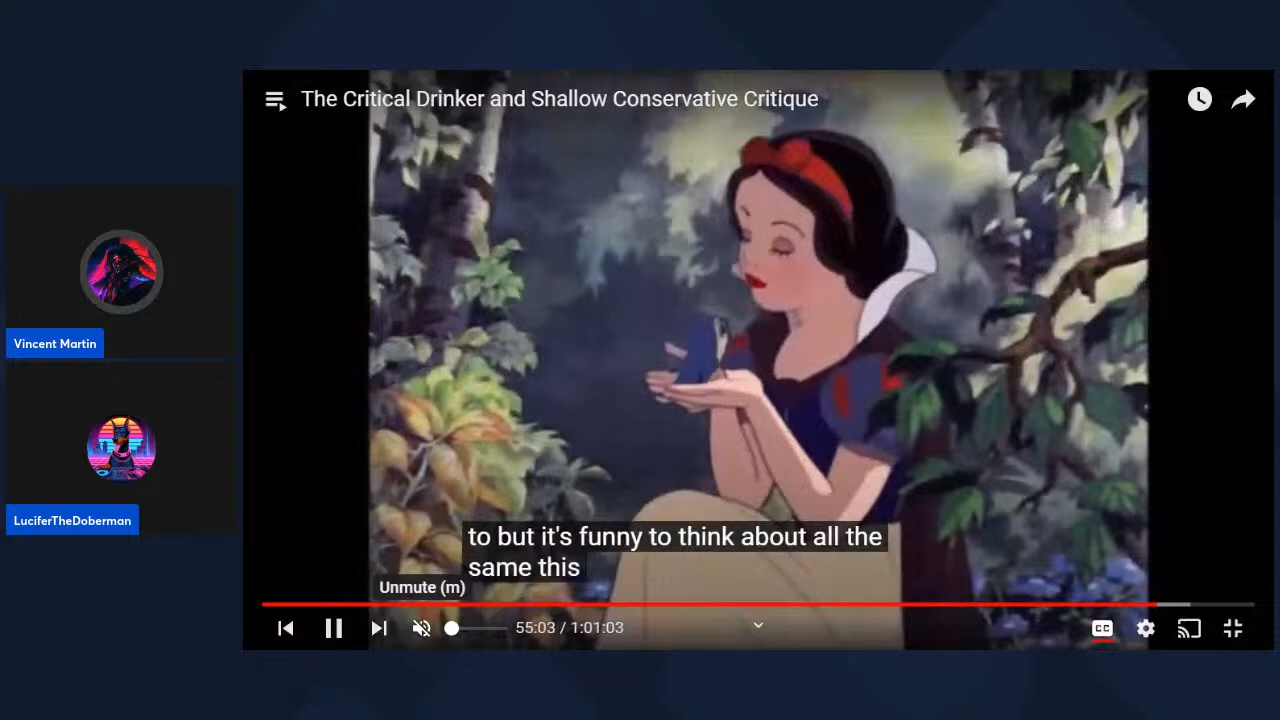 The Critical Drinker and Shallow Conservative Critique
Vincent Martin
LuciferTheDoberman
to but it's funny to think about all the
same this
Unmute (m)
55:03 / 1:01:03
CC